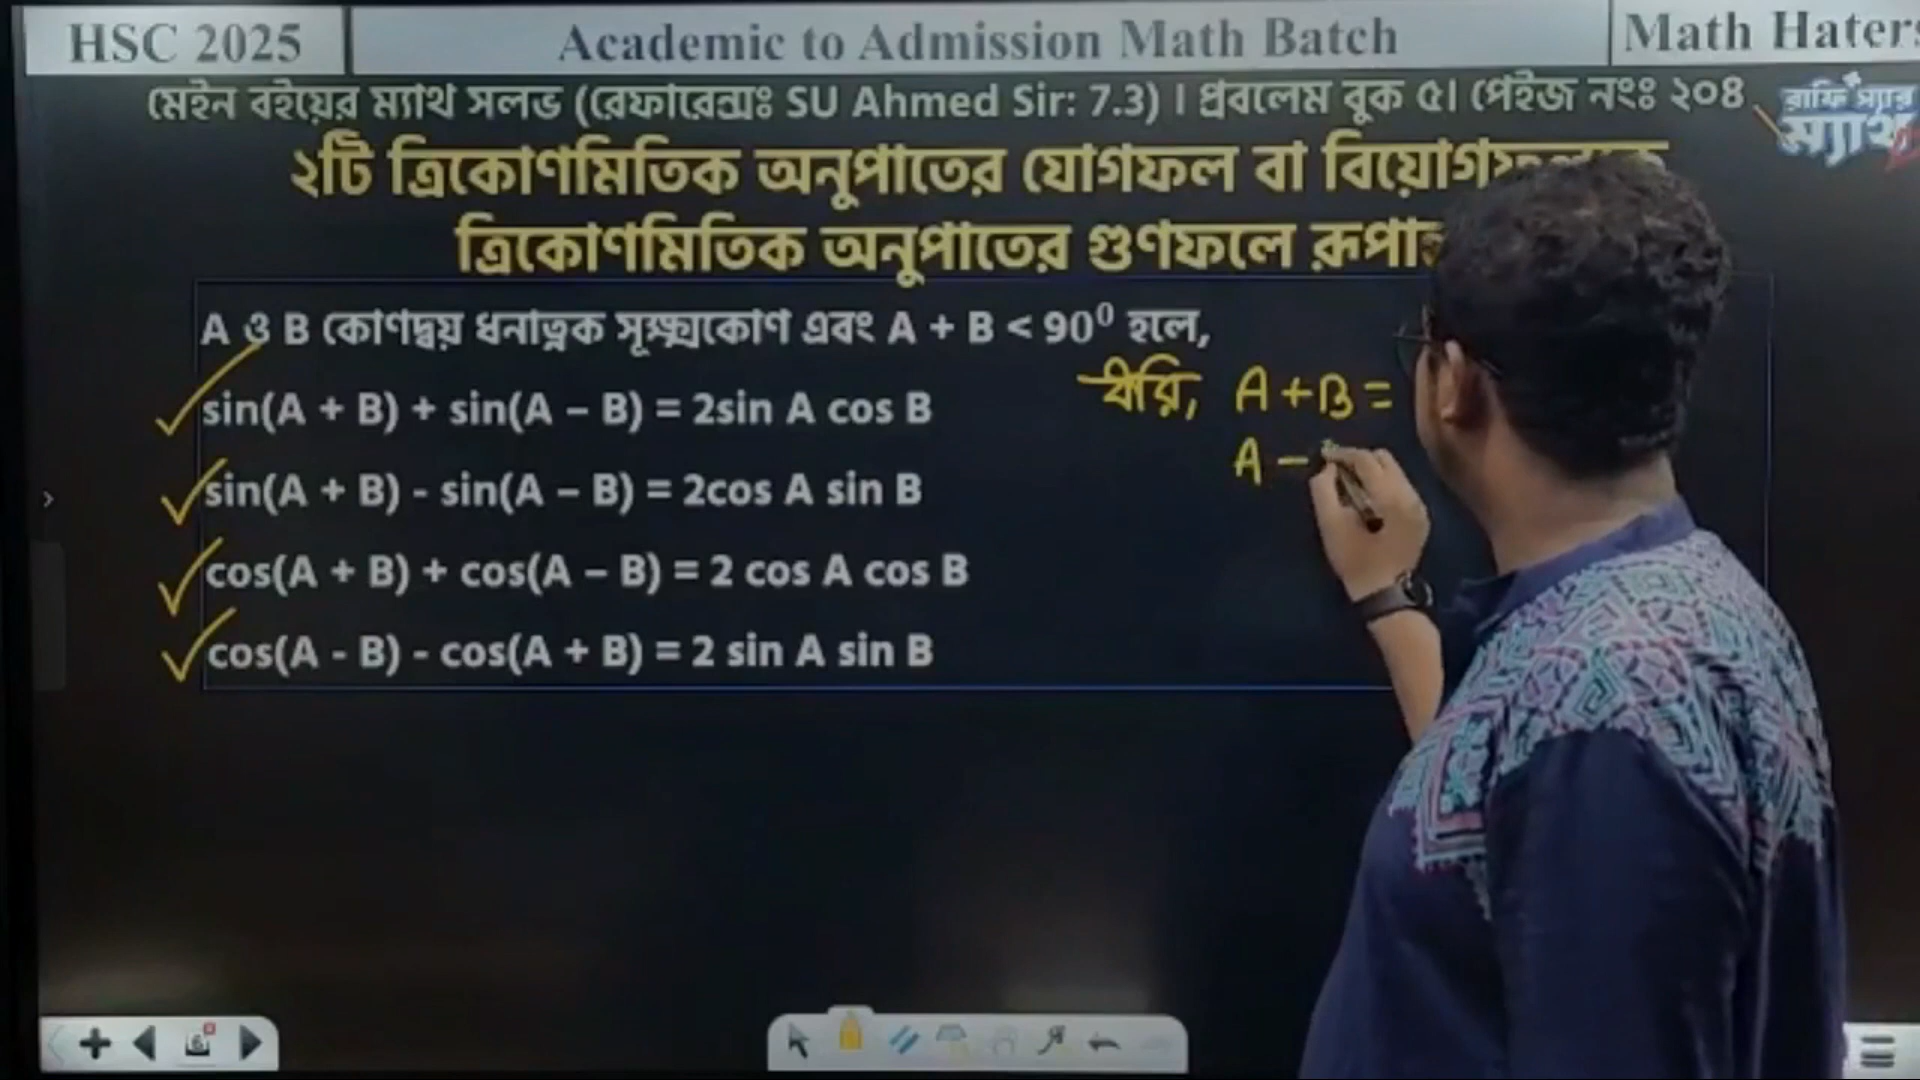 HSC 2025
Academic to Admission Math Batch
Math Haters
মেইন বইয়ের ম্যাথ সলভ (রেফারেন্সঃ SU Ahmed Sir: 7.3) । প্রবলেম বুক ৫। পেইজ নংঃ ২০৪
রাফি স্যার
ম্যাথ
২টি ত্রিকোণমিতিক অনুপাতের যোগফল বা
ত্রিকোণমিতিক অনুপাতের গুণফলে
A ও B কোণদ্বয় ধনাত্নক সূক্ষ্মকোণ এবং A + B < 90⁰ হলে,
sin(A + B) + sin(A – B) = 2sin A cos B
sin(A + B) - sin(A – B) = 2cos A sin B
cos(A + B) + cos(A – B) = 2 cos A cos B
cos(A - B) - cos(A + B) = 2 sin A sin B
ধরি, A + B =
A –